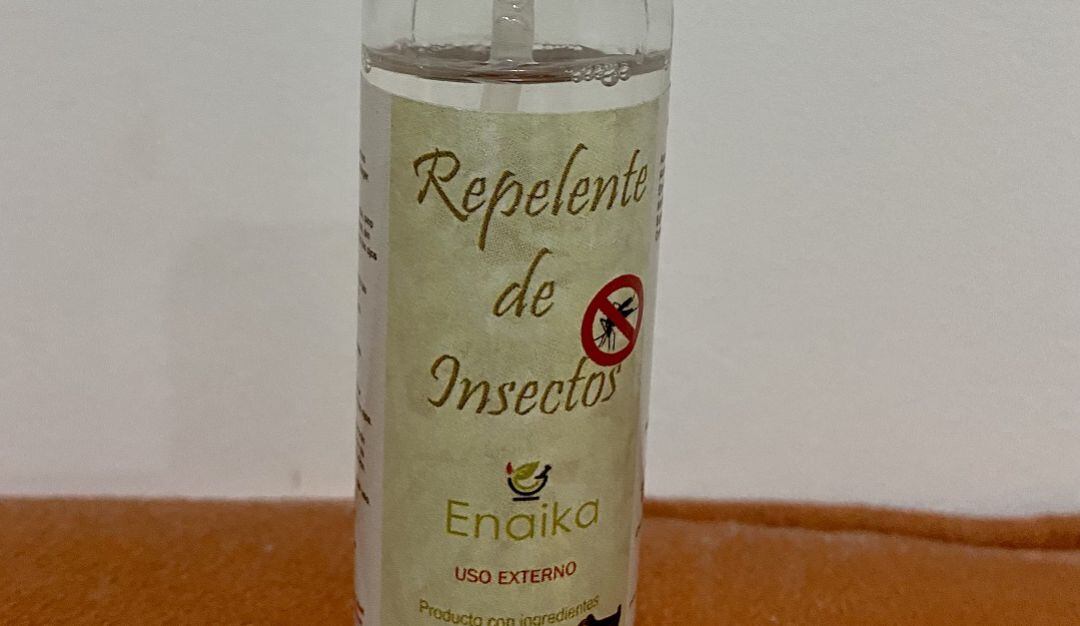 Repelente
de
Insectos
Enaika
USO EXTERNO
Producto con ingredientes